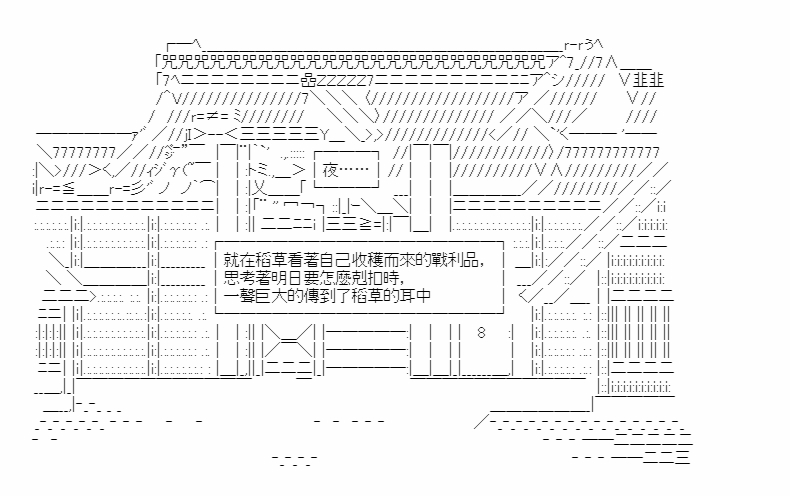 夜……
就在稻草看著自己收穫而來的戰利品，
思考著明日要怎麼剋扣時，
一聲巨大的傳到了稻草的耳中